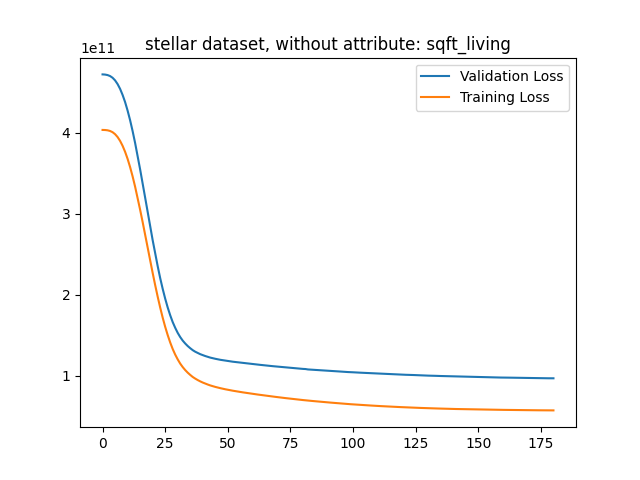 stellar dataset, without attribute: sqft_living
1e11
Validation Loss
Training Loss
4
3
2
1
0 25 50 75 100 125 150 175